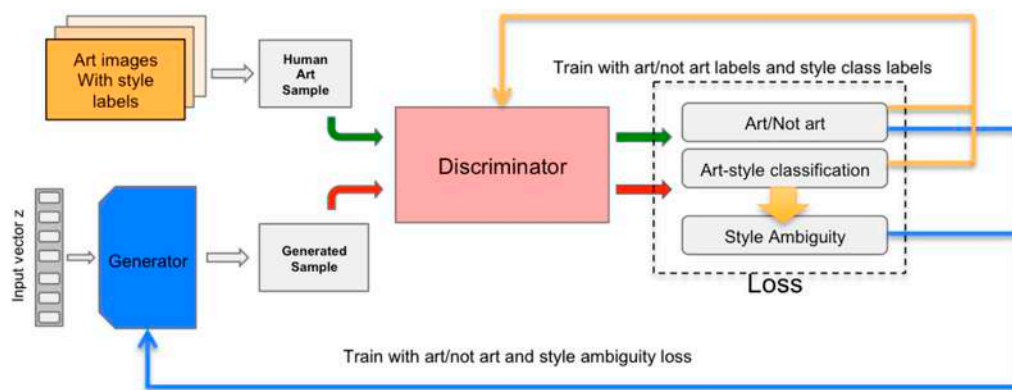 Art images
With style
labels
Human
Art
Sample
Train with art/not art labels and style class labels
Discriminator
Art/Not art
Art-style classification
Style Ambiguity
Loss
Input vector z
Generator
Generated
Sample
Train with art/not art and style ambiguity loss